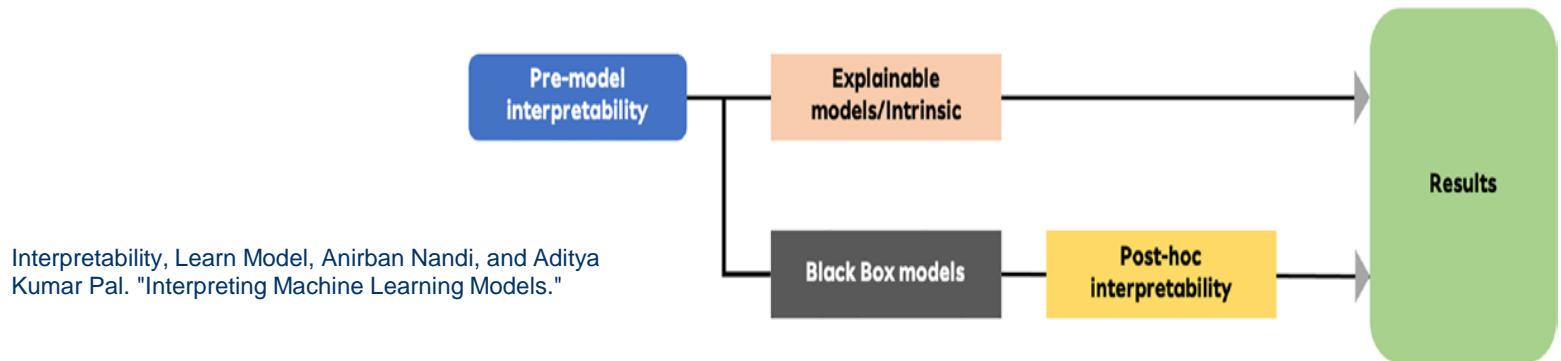 Pre-model
interpretability
Explainable
models/Intrinsic
Results
Black Box models
Post-hoc
interpretability
Interpretability, Learn Model, Anirban Nandi, and Aditya
Kumar Pal. "Interpreting Machine Learning Models."